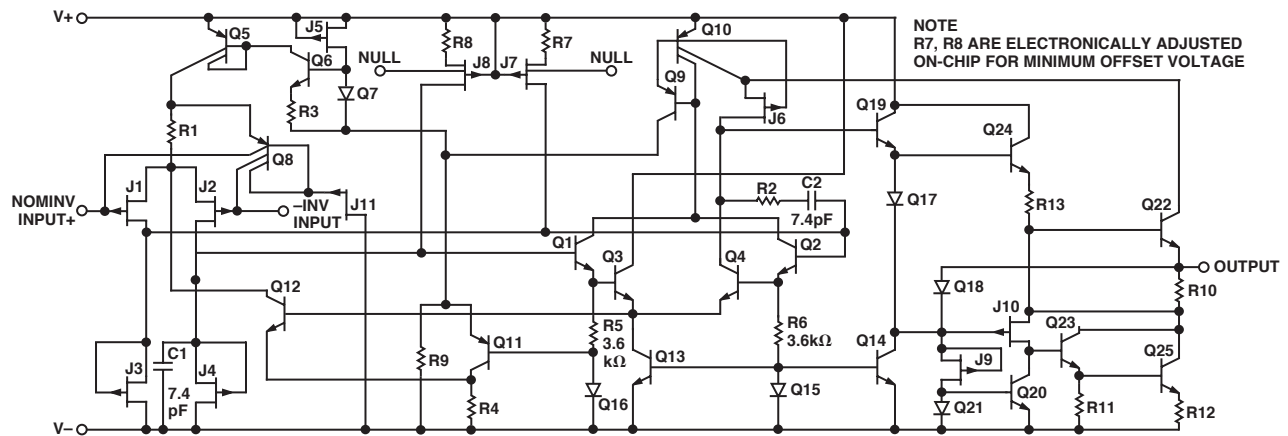 V+
Q5
J5
Q6
NULL
R8
J8
J7
R7
NULL
Q10
NOTE
R7, R8 ARE ELECTRONICALLY ADJUSTED
ON-CHIP FOR MINIMUM OFFSET VOLTAGE
Q7
R3
Q9
J6
Q19
Q24
R1
Q8
NOMINV
INPUT+
J1
J2
–INV
INPUT
J11
R2
C2
7.4pF
Q17
R13
Q22
Q1
Q3
Q4
Q2
OUTPUT
Q12
Q18
R10
J10
R5
3.6
kΩ
R6
3.6kΩ
Q23
J3
C1
7.4
pF
J4
R9
Q11
Q13
Q14
J9
Q25
R4
Q16
Q15
Q21
Q20
R11
R12
V–